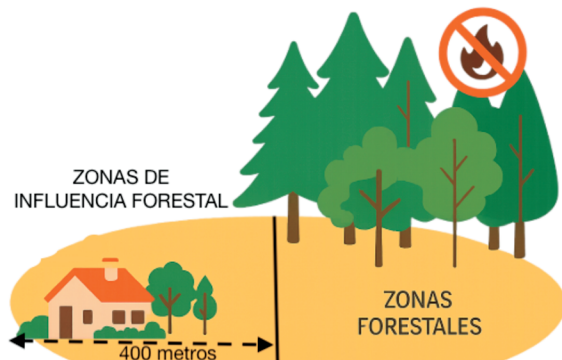 ZONAS DE
INFLUENCIA FORESTAL
ZONAS
FORESTALES
400 metros